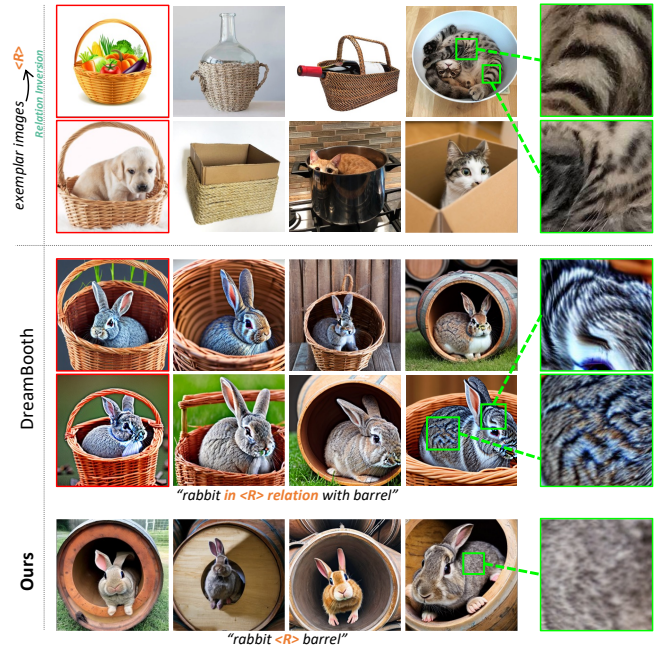 exemplar images
<R>
Relation Inversion
DreamBooth
“rabbit in <R> relation with barrel”
Ours
“rabbit <R> barrel”